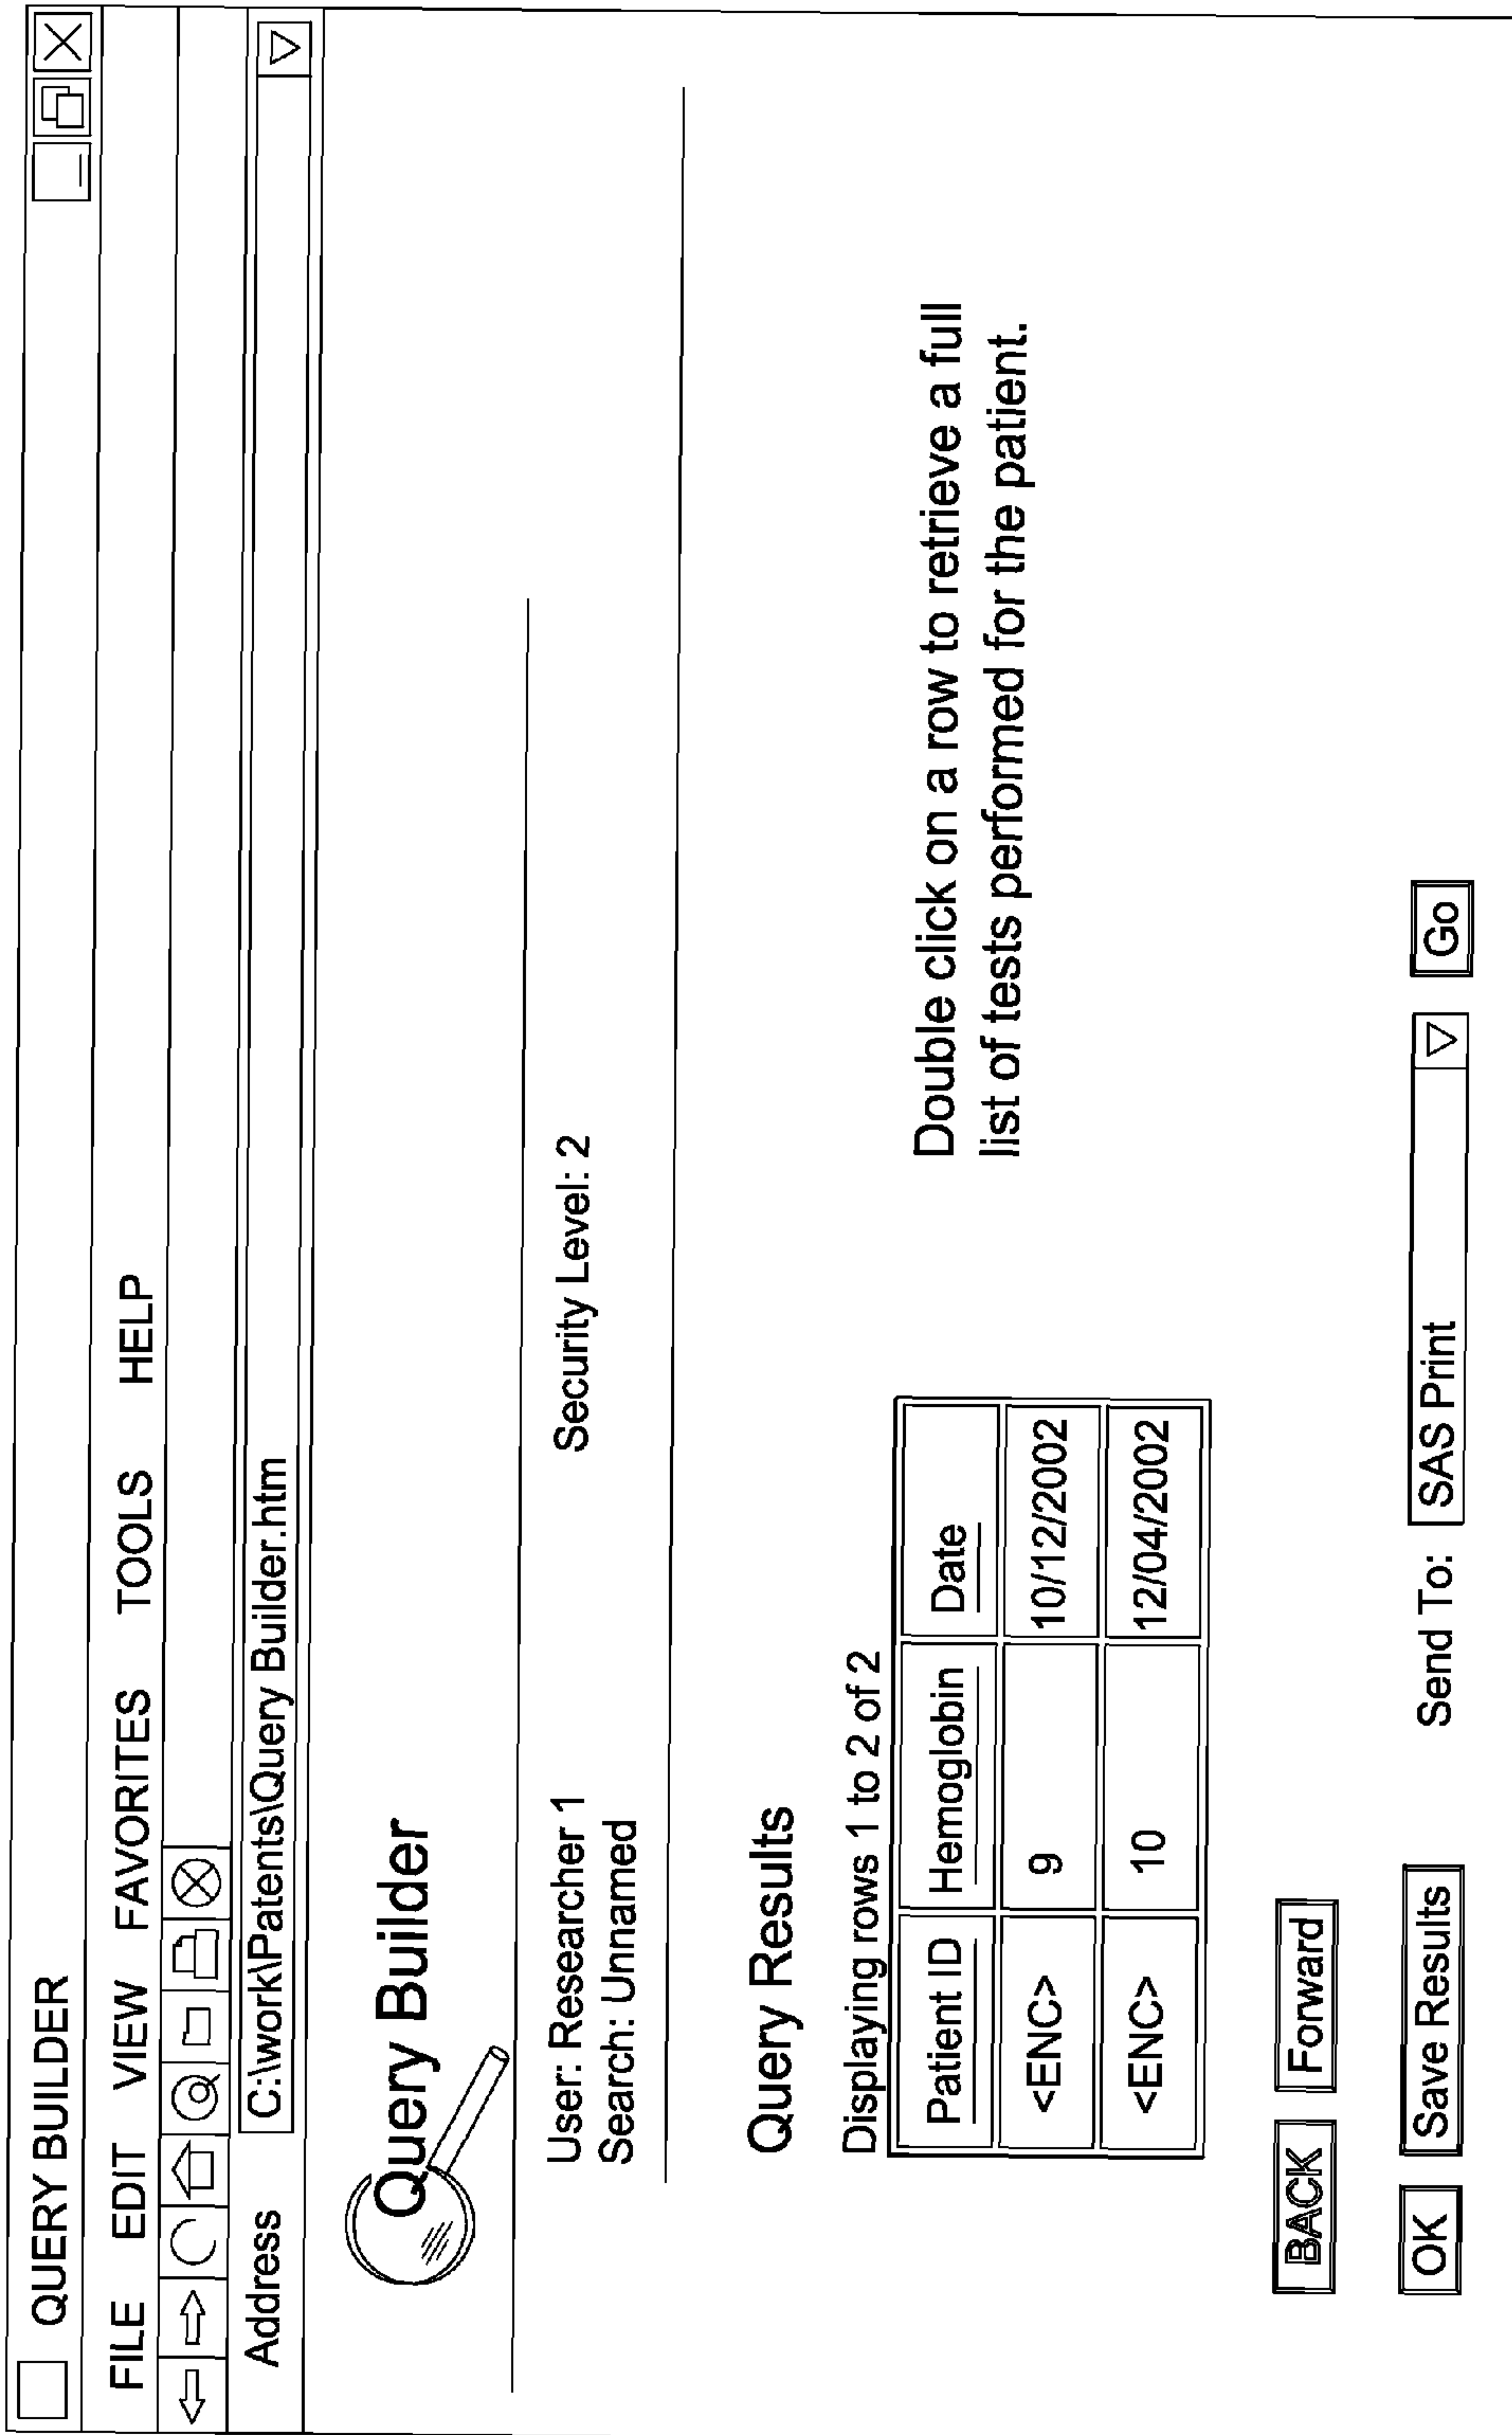 QUERY BUILDER
FILE EDIT VIEW FAVORITES TOOLS HELP
Address C:\work\Patents\Query Builder.htm
Query Builder
User: Researcher 1 Security Level: 2
Search: Unnamed
Query Results
Displaying rows 1 to 2 of 2
Patient ID Hemoglobin Date
<ENC> 9 10/12/2002
<ENC> 10 12/04/2002
Double click on a row to retrieve a full
list of tests performed for the patient.
BACK Forward
OK Save Results Send To: SAS Print Go